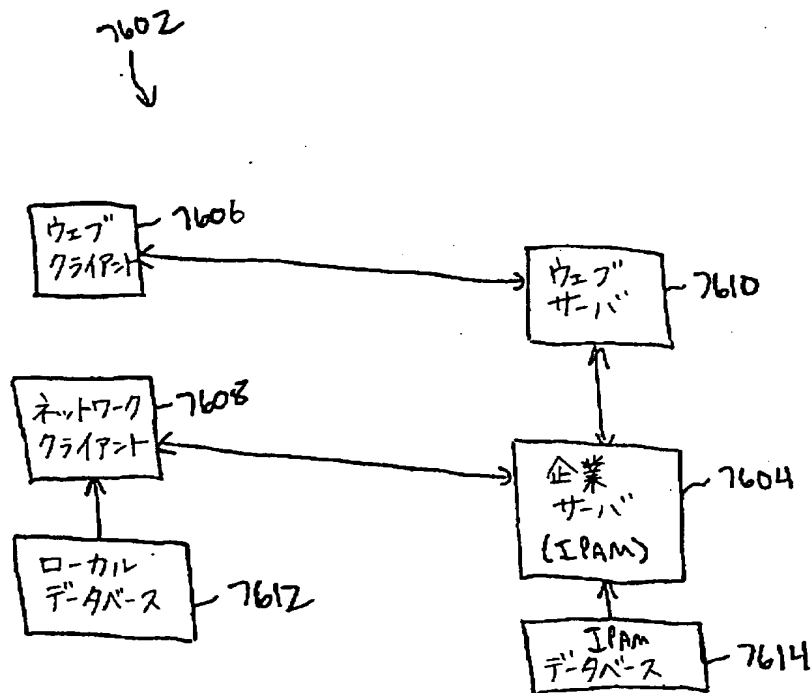 7602
ウェブ
クライアント
7606
ウェブ
サーバ
7610
ネットワーク
クライアント
7608
企業
サーバ
(IPAM)
7604
ローカル
データベース
7612
IPAM
データベース
7614